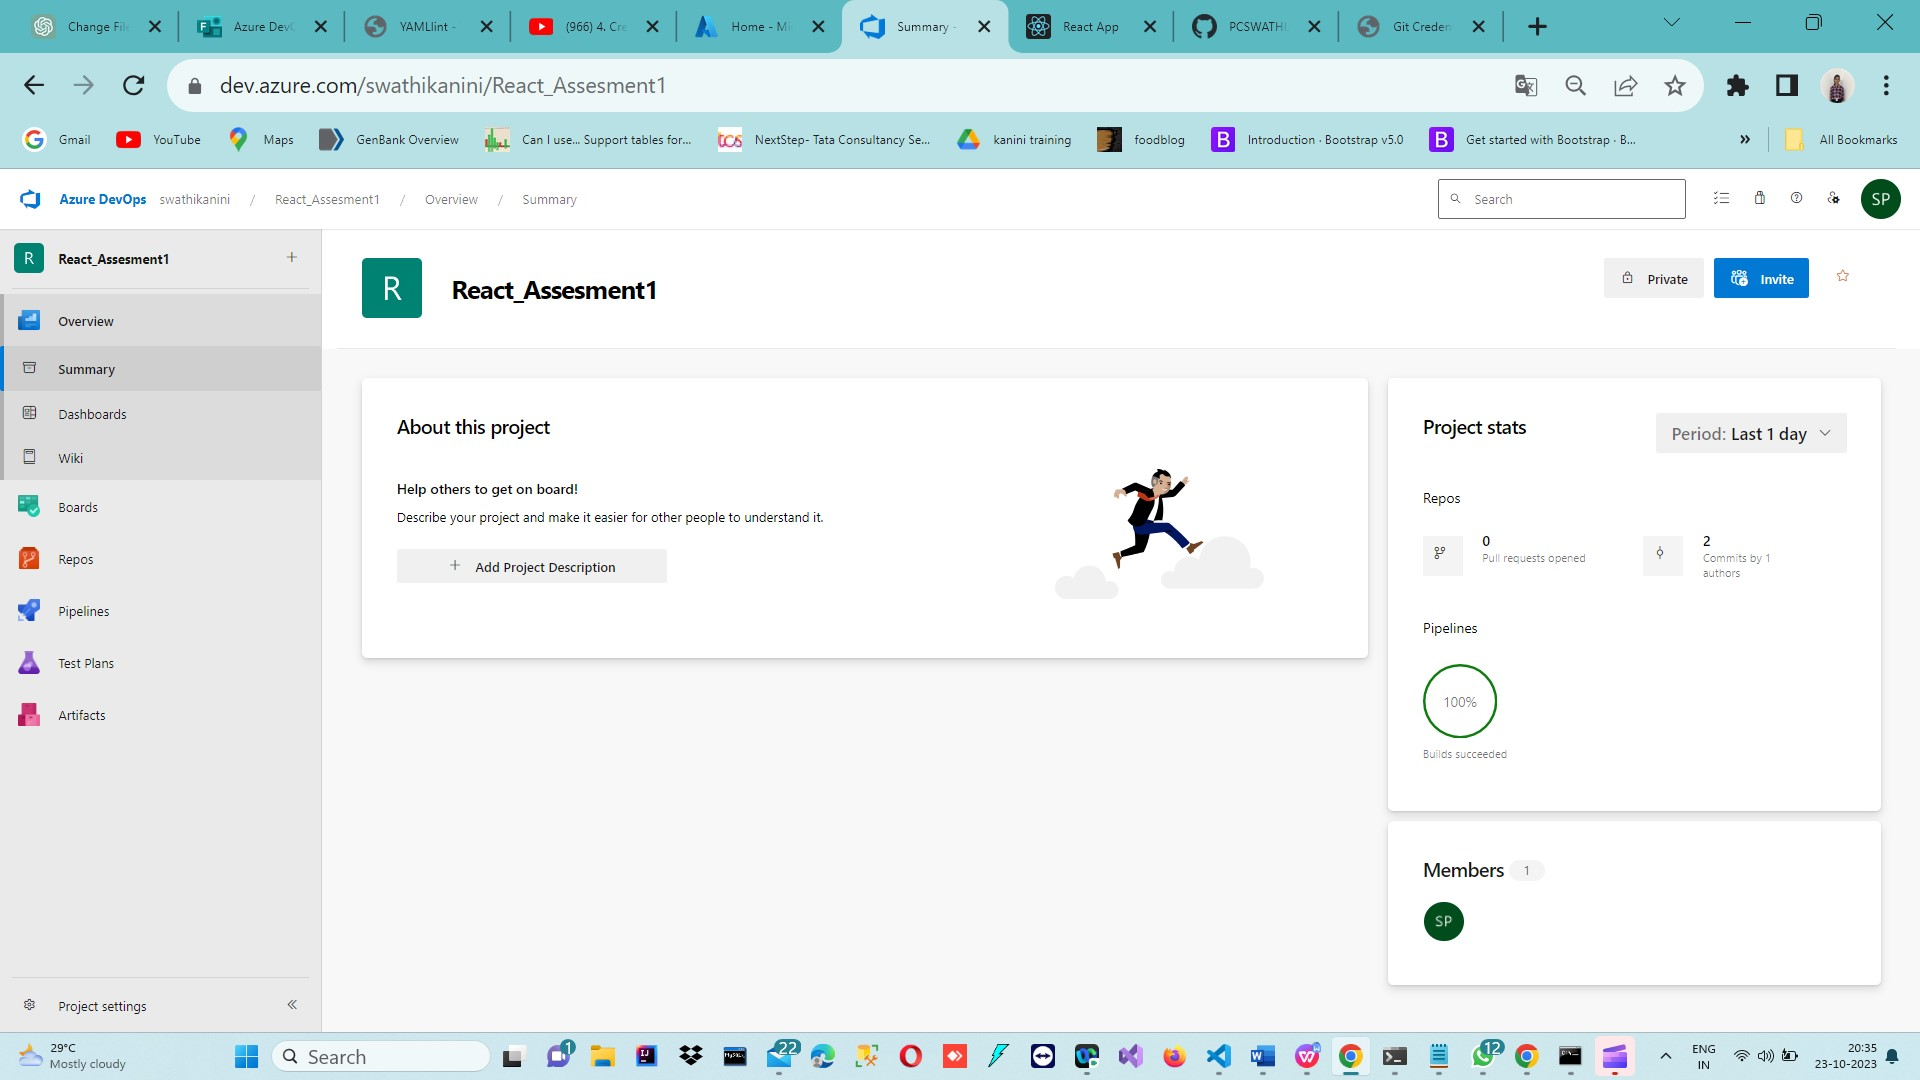 Change File
Azure DevO
YAMLlint -
(966) 4. Cre
Home - Mi
Summary -
React App
PCSWATHI
Git Creden
dev.azure.com/swathikanini/React_Assesment1
Gmail
YouTube
Maps
GenBank Overview
Can I use... Support tables for...
tcs
NextStep- Tata Consultancy Se...
kanini training
foodblog
B
Introduction · Bootstrap v5.0
B
Get started with Bootstrap · B...
»
All Bookmarks
Azure DevOps
swathikanini / React_Assesment1 / Overview / Summary
Search
SP
R
React_Assesment1
+
Overview
Summary
Dashboards
Wiki
Boards
Repos
Pipelines
Test Plans
Artifacts
Project settings
R
React_Assesment1
Private
Invite
About this project
Help others to get on board!
Describe your project and make it easier for other people to understand it.
+ Add Project Description
Project stats
Period: Last 1 day
Repos
0
Pull requests opened
2
Commits by 1
authors
Pipelines
100%
Builds succeeded
Members 1
SP
29°C
Mostly cloudy
Search
1
IJ
22
12
ENG
IN
20:35
23-10-2023